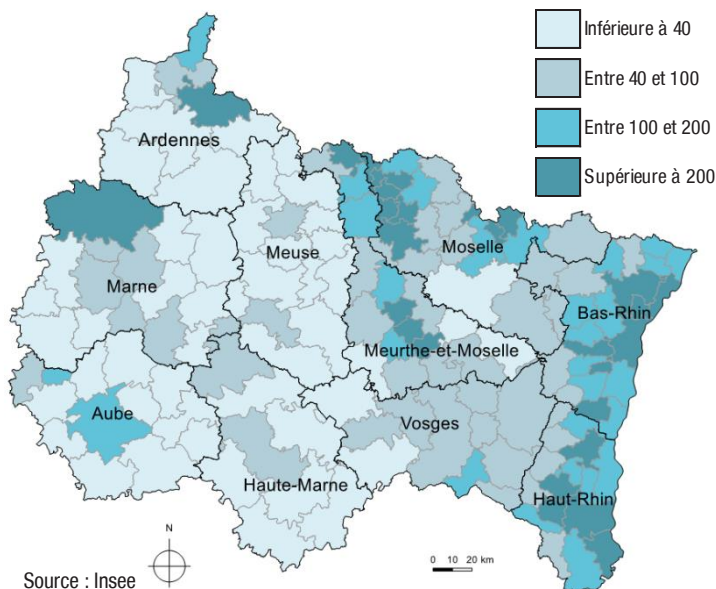 Inférieure à 40
Entre 40 et 100
Entre 100 et 200
Supérieure à 200
Ardennes
Meuse
Moselle
Marne
Bas-Rhin
Meurthe-et-Moselle
Aube
Vosges
Haute-Marne
Haut-Rhin
N
0 10 20 km
Source : Insee